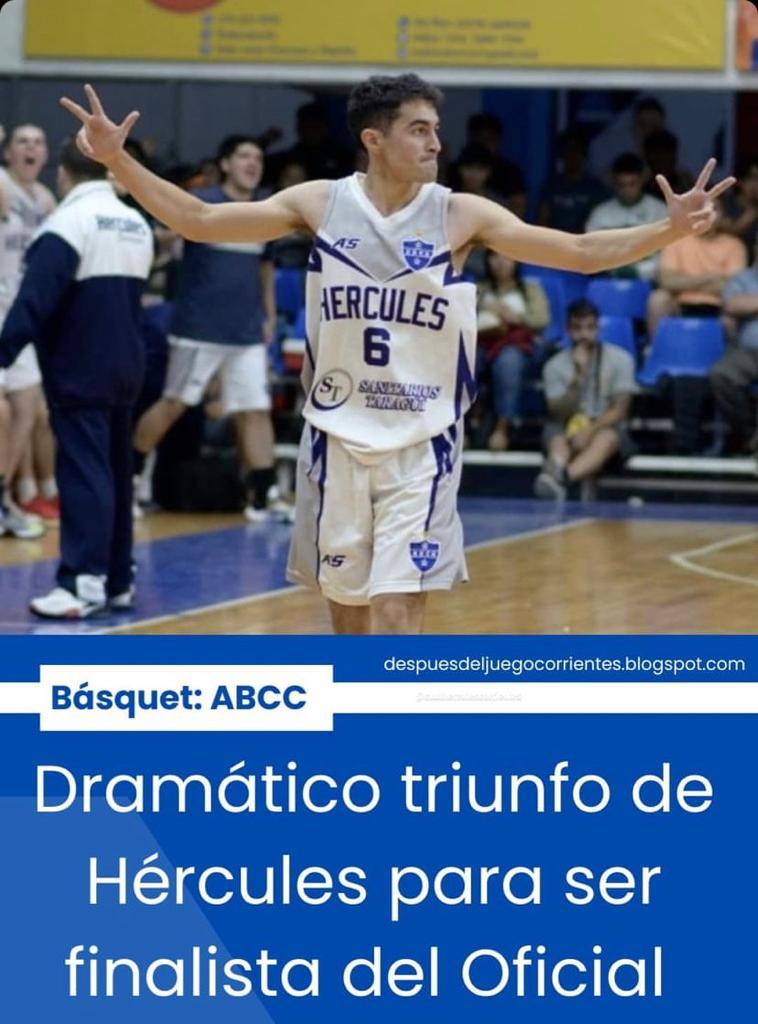 HERCULES
AS
HERCULES
6
ST
SANITARIOS
TARAGUI
AS
despuesdeljuegocorrientes.blogspot.com
Básquet: ABCC
Dramático triunfo de
Hércules para ser
finalista del Oficial